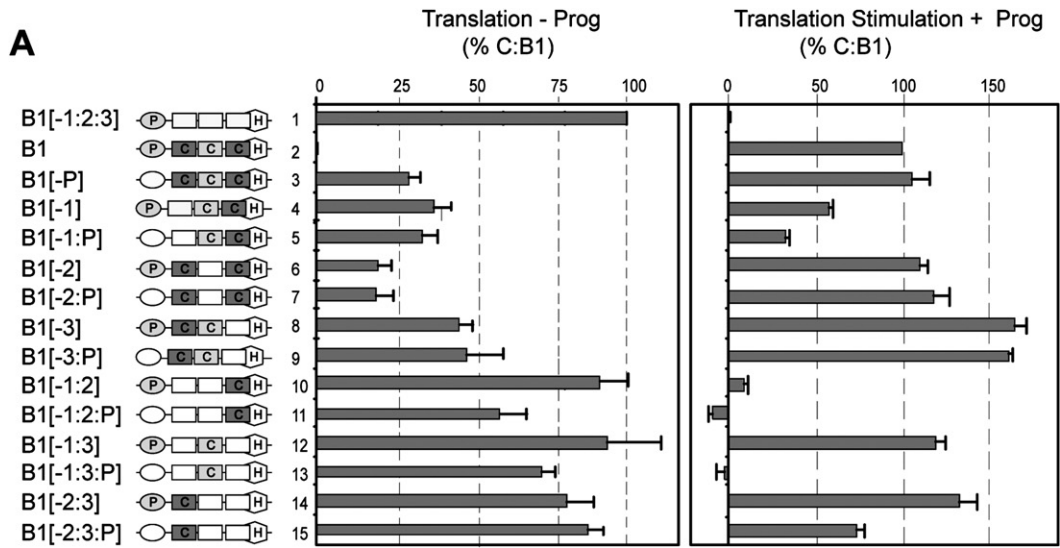 A
Translation - Prog
(% C:B1)
Translation Stimulation + Prog
(% C:B1)
0 25 50 75 100
0 50 100 150
B1[-1:2:3] P H 1
B1 P C C C H 2
B1[-P] C C C H 3
B1[-1] P C C H 4
B1[-1:P] C C H 5
B1[-2] P C C H 6
B1[-2:P] C C H 7
B1[-3] P C C H 8
B1[-3:P] C C H 9
B1[-1:2] P C H 10
B1[-1:2:P] C H 11
B1[-1:3] P C H 12
B1[-1:3:P] C H 13
B1[-2:3] P C H 14
B1[-2:3:P] C H 15